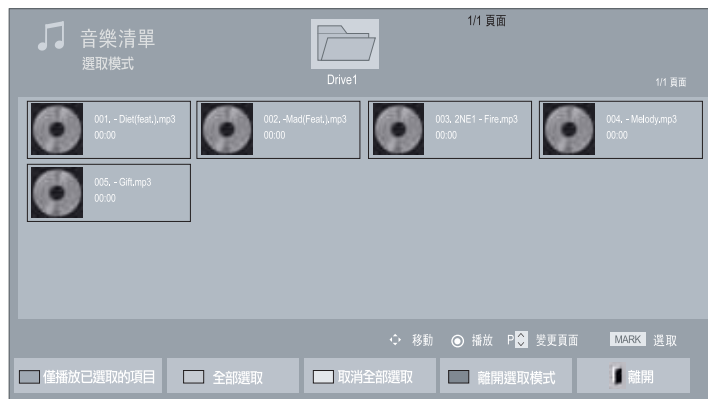 1/1 頁面
音樂清單
選取模式
Drive1
1/1 頁面
001. - Diet(feat.).mp3
00:00
002. -Mad(Feat.).mp3
00:00
003. 2NE1 - Fire.mp3
00:00
004. - Melody.mp3
00:00
005. - Gift.mp3
00:00
移動 播放 P 變更頁面 MARK 選取
僅播放已選取的項目 全部選取 取消全部選取 離開選取模式 離開